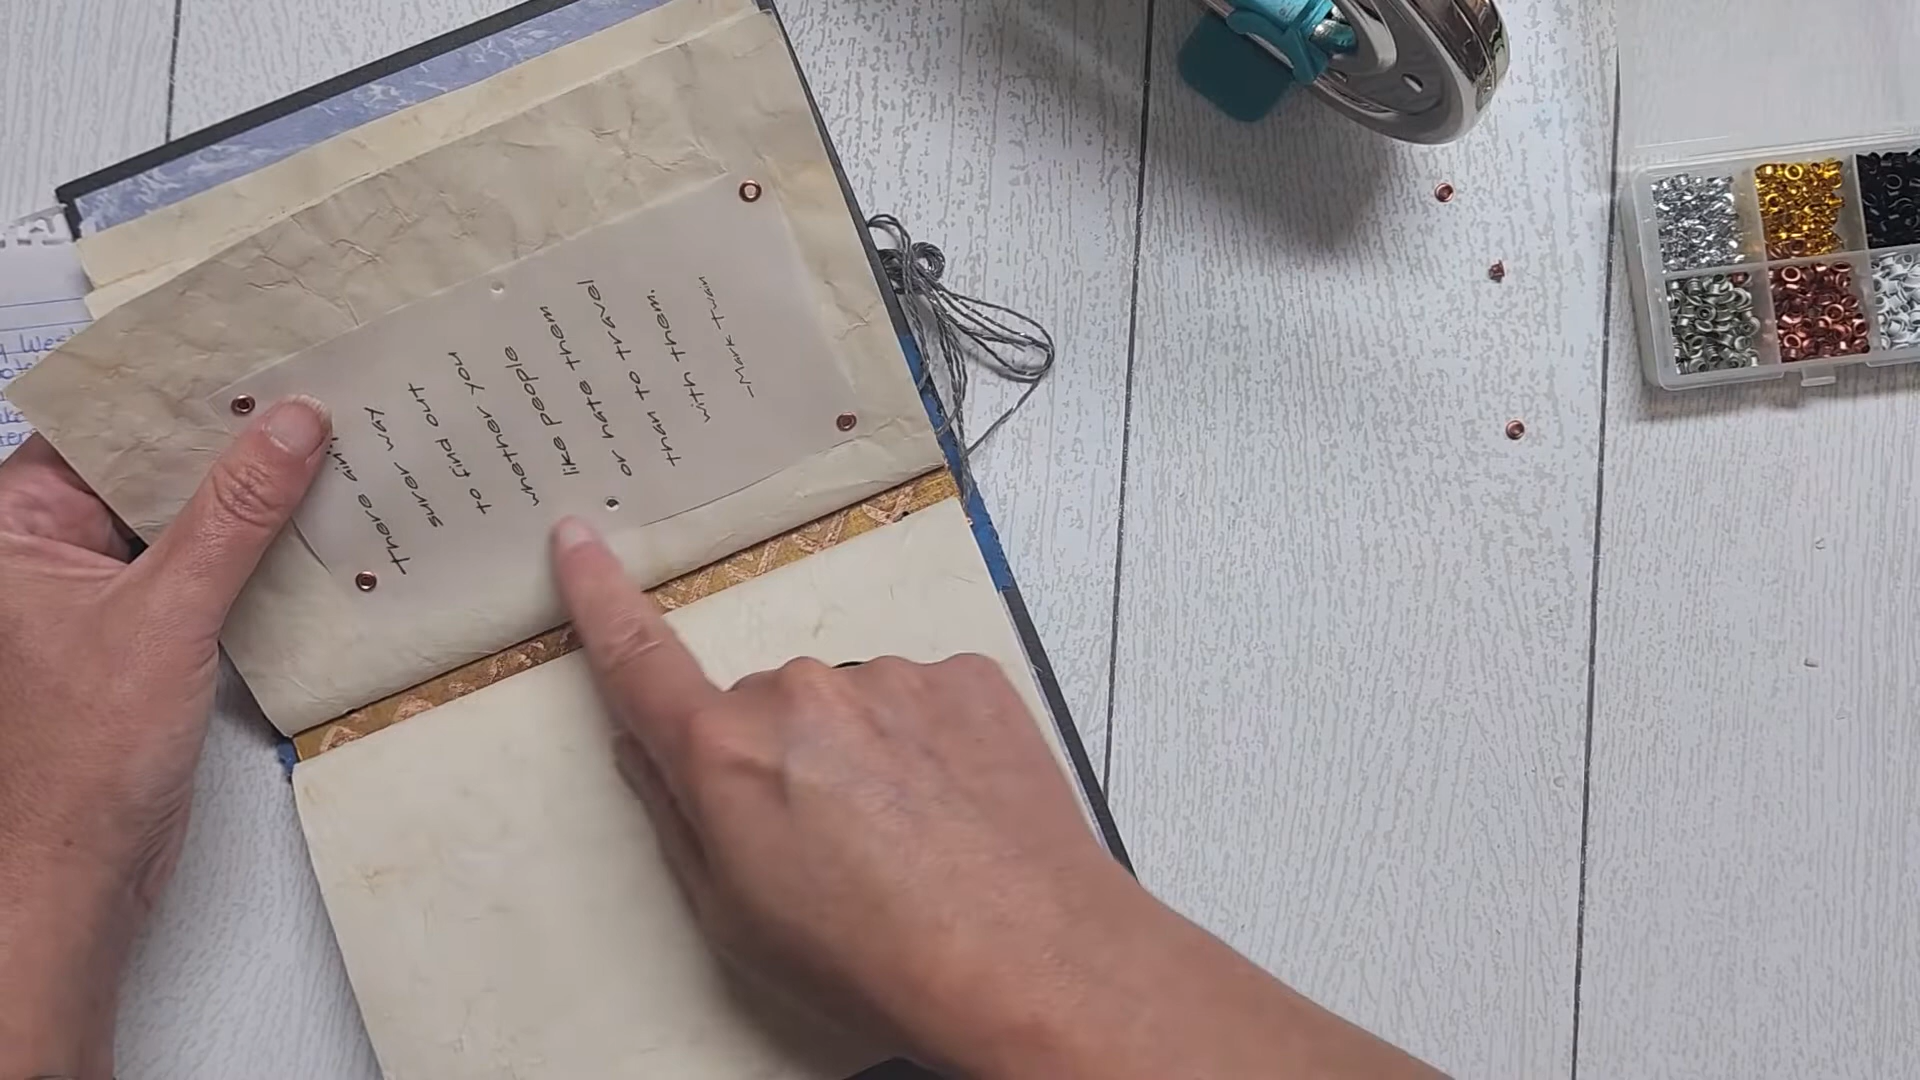 There ain't
surer way
to find out
whether you
like people
or hate them
than to travel
with them.
-Mark Twain